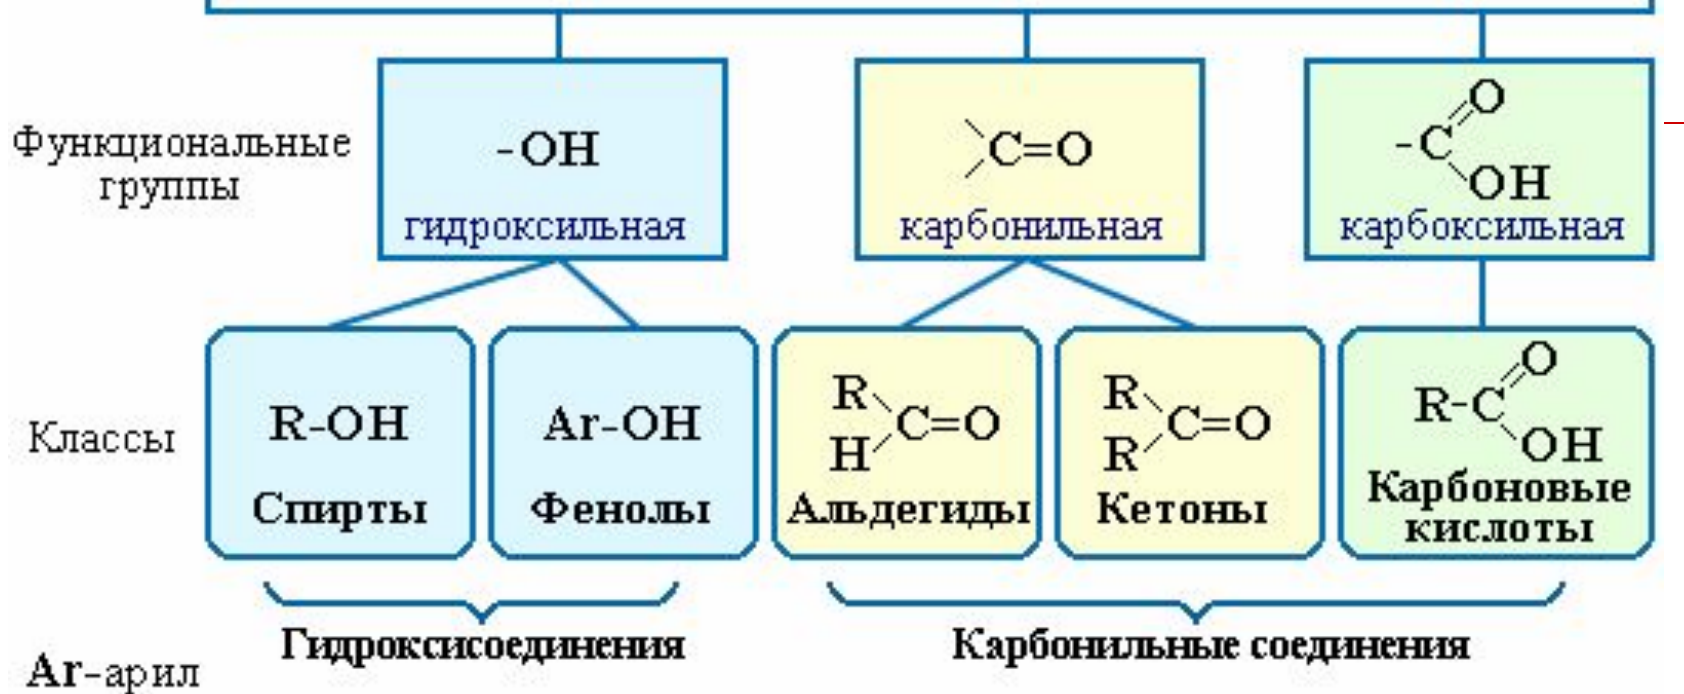 Функциональные
группы
-OH
гидроксильная
C=O
карбонильная
O
-C
OH
карбоксильная
Классы
R-OH
Спирты
Ar-OH
Фенолы
R
C=O
H
Альдегиды
R
C=O
R'
Кетоны
O
R-C
OH
Карбоновые
кислоты
Гидроксисоединения
Карбонильные соединения
Ar-арил